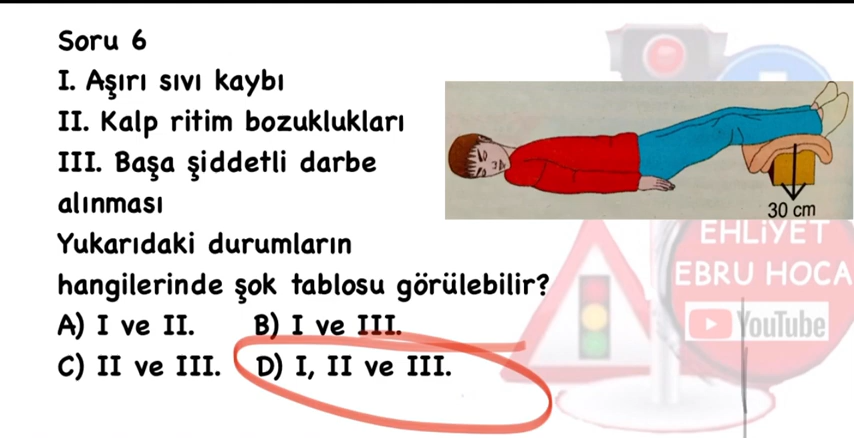 Soru 6
I. Aşırı sıvı kaybı
II. Kalp ritim bozuklukları
III. Başa şiddetli darbe
alınması
Yukarıdaki durumların
hangilerinde şok tablosu görülebilir?
A) I ve II. B) I ve III.
C) II ve III. D) I, II ve III.
30 cm
EHLİYET
EBRU HOCA
YouTube